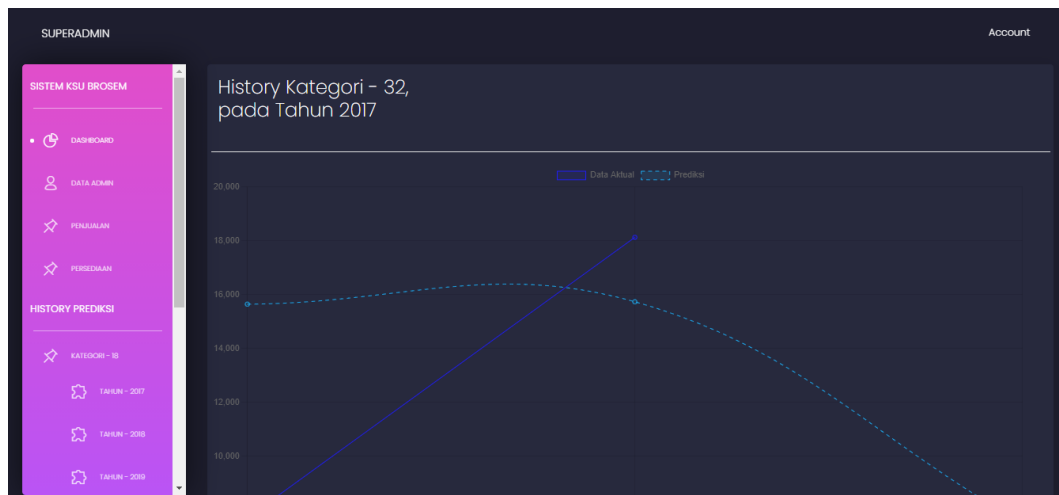 SUPERADMIN
Account
SISTEM KSU BROSEM
DASHBOARD
DATA ADMIN
PENJUALAN
PERSEDIAAN
HISTORY PREDIKSI
KATEGORI - 18
TAHUN - 2017
TAHUN - 2018
TAHUN - 2019
History Kategori - 32,
pada Tahun 2017
Data Aktual
Prediksi
20,000
18,000
16,000
14,000
12,000
10,000